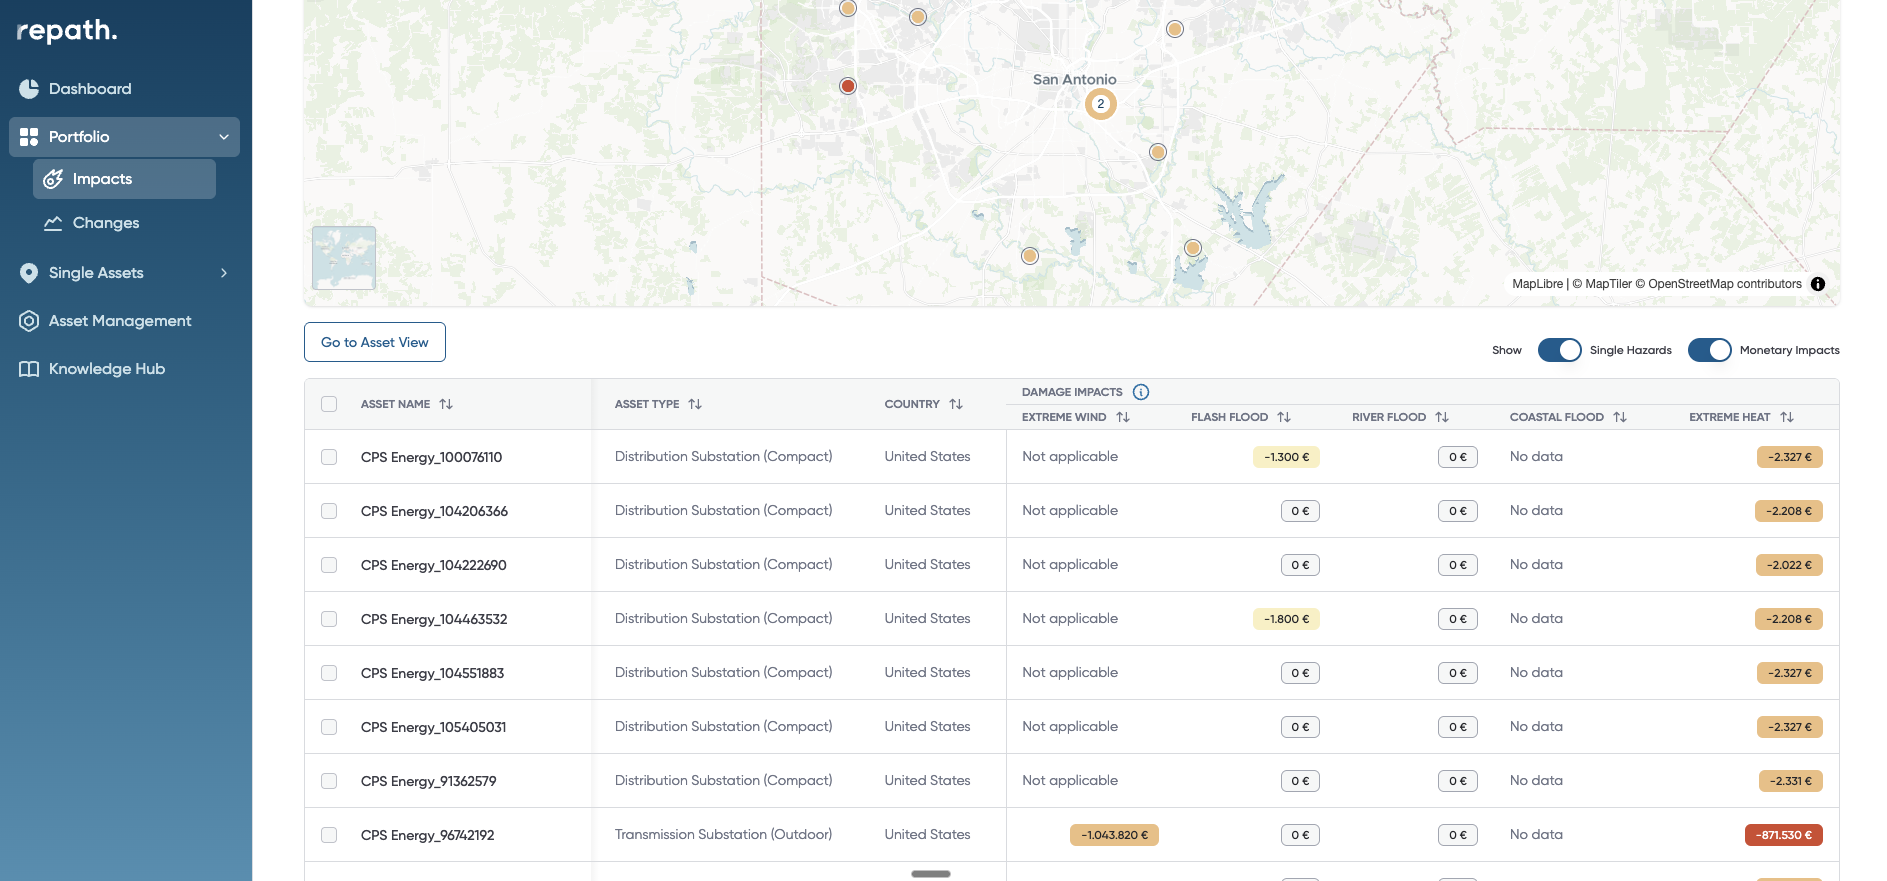 repath.
Dashboard
Portfolio
Impacts
Changes
Single Assets
Asset Management
Knowledge Hub
San Antonio
2
MapLibre | © MapTiler © OpenStreetMap contributors
Go to Asset View
Show Single Hazards Monetary Impacts
DAMAGE IMPACTS
ASSET NAME ASSET TYPE COUNTRY EXTREME WIND FLASH FLOOD RIVER FLOOD COASTAL FLOOD EXTREME HEAT
CPS Energy_100076110 Distribution Substation (Compact) United States Not applicable -1.300 € 0 € No data -2.327 €
CPS Energy_104206366 Distribution Substation (Compact) United States Not applicable 0 € 0 € No data -2.208 €
CPS Energy_104222690 Distribution Substation (Compact) United States Not applicable 0 € 0 € No data -2.022 €
CPS Energy_104463532 Distribution Substation (Compact) United States Not applicable -1.800 € 0 € No data -2.208 €
CPS Energy_104551883 Distribution Substation (Compact) United States Not applicable 0 € 0 € No data -2.327 €
CPS Energy_105405031 Distribution Substation (Compact) United States Not applicable 0 € 0 € No data -2.327 €
CPS Energy_91362579 Distribution Substation (Compact) United States Not applicable 0 € 0 € No data -2.331 €
CPS Energy_96742192 Transmission Substation (Outdoor) United States -1.043.820 € 0 € 0 € No data -871.530 €